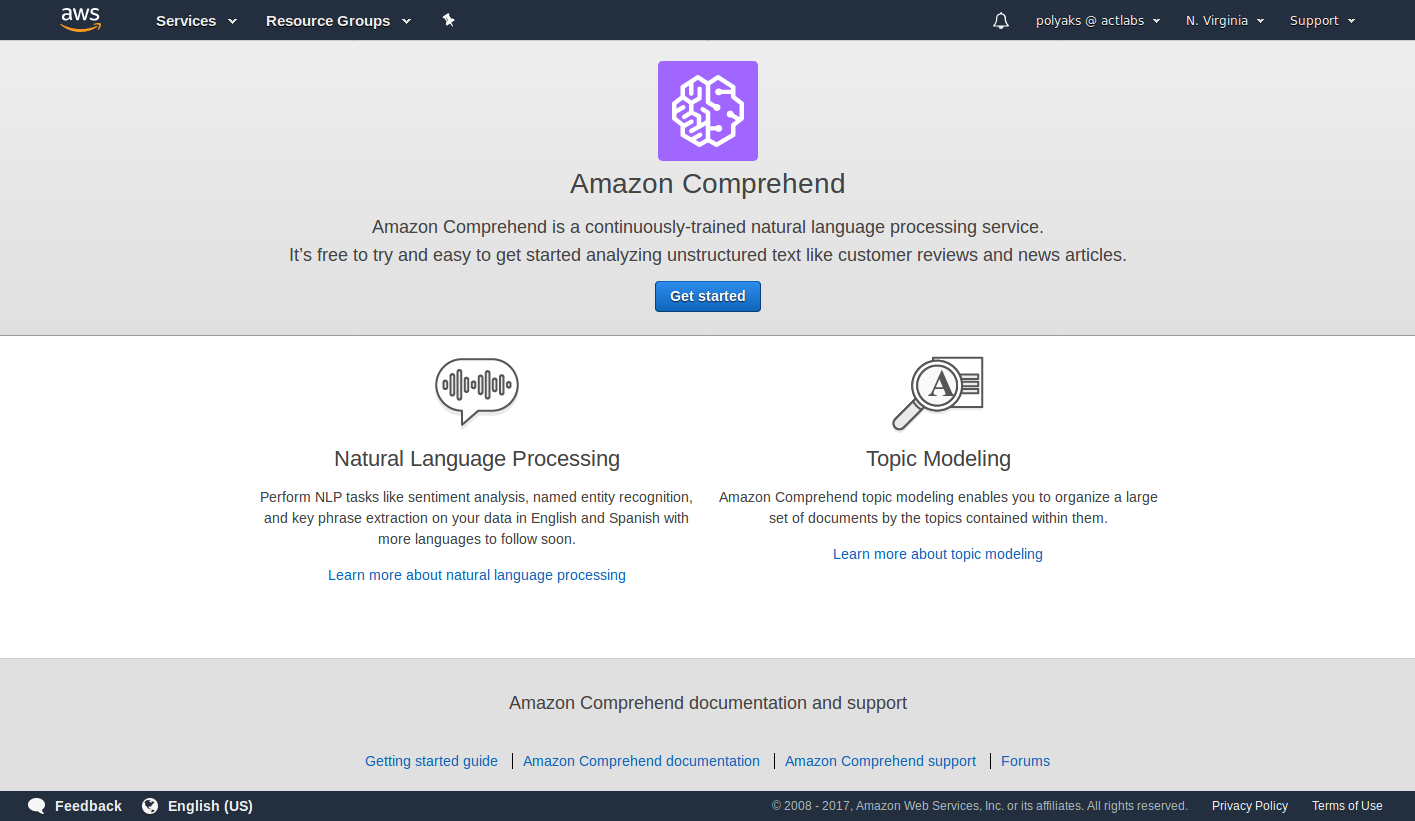 aws Services Resource Groups polyaks @ actlabs N. Virginia Support
Amazon Comprehend
Amazon Comprehend is a continuously-trained natural language processing service.
It’s free to try and easy to get started analyzing unstructured text like customer reviews and news articles.
Get started
A
Natural Language Processing
Perform NLP tasks like sentiment analysis, named entity recognition,
and key phrase extraction on your data in English and Spanish with
more languages to follow soon.
Learn more about natural language processing
Topic Modeling
Amazon Comprehend topic modeling enables you to organize a large
set of documents by the topics contained within them.
Learn more about topic modeling
Amazon Comprehend documentation and support
Getting started guide Amazon Comprehend documentation Amazon Comprehend support Forums
Feedback English (US) © 2008 - 2017, Amazon Web Services, Inc. or its affiliates. All rights reserved. Privacy Policy Terms of Use